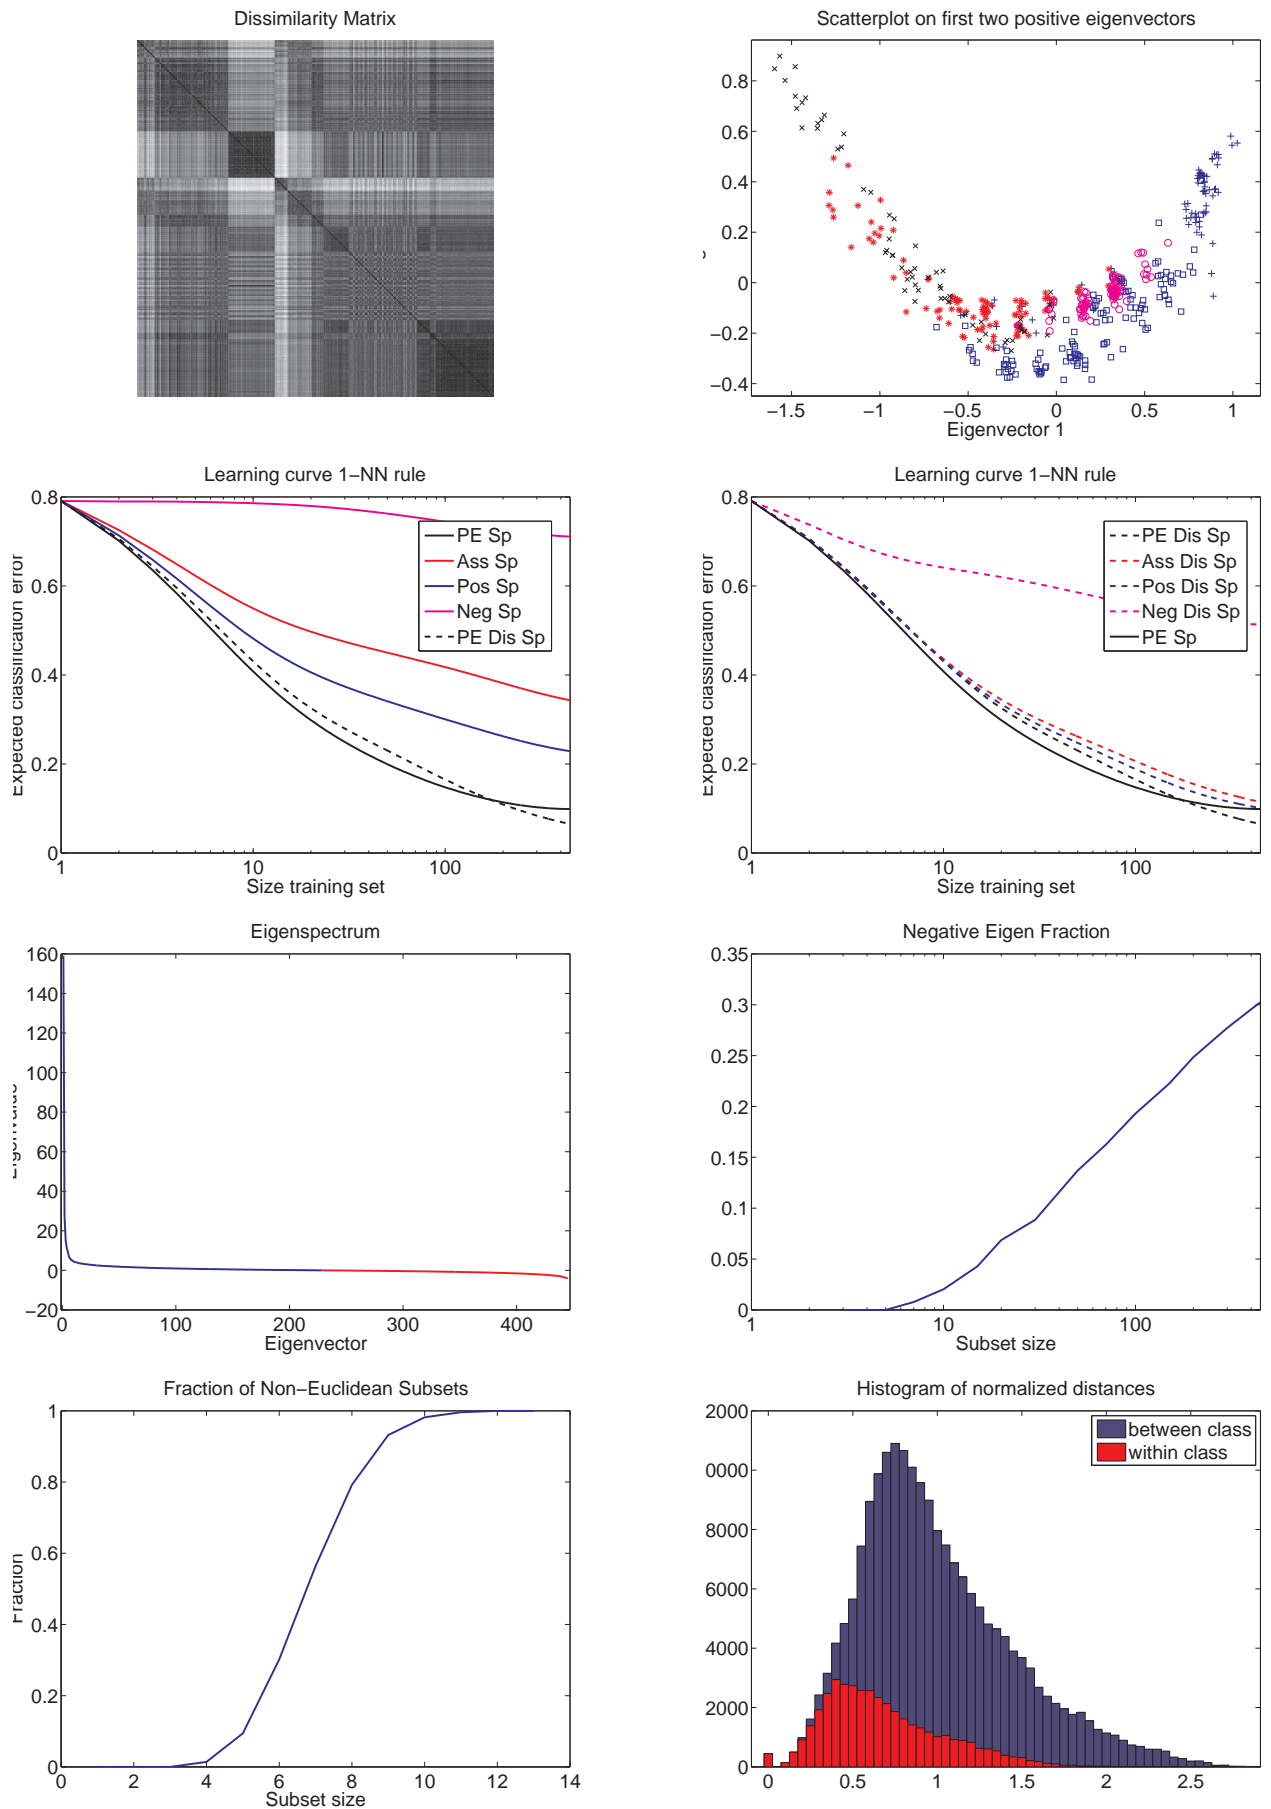 Dissimilarity Matrix
Scatterplot on first two positive eigenvectors
0.8
0.6
0.4
0.2
0
−0.2
−0.4
−1.5 −1 −0.5 0 0.5 1
Eigenvector 1
Learning curve 1−NN rule
Expected classification error
0.8
0.6
0.4
0.2
0
1 10 100
Size training set
PE Sp
Ass Sp
Pos Sp
Neg Sp
PE Dis Sp
Learning curve 1−NN rule
Expected classification error
0.8
0.6
0.4
0.2
0
1 10 100
Size training set
PE Dis Sp
Ass Dis Sp
Pos Dis Sp
Neg Dis Sp
PE Sp
Eigenspectrum
Eigenvalue
160
140
120
100
80
60
40
20
0
−20
0 100 200 300 400
Eigenvector
Negative Eigen Fraction
0.35
0.3
0.25
0.2
0.15
0.1
0.05
0
1 10 100
Subset size
Fraction of Non−Euclidean Subsets
Fraction
1
0.8
0.6
0.4
0.2
0
0 2 4 6 8 10 12 14
Subset size
Histogram of normalized distances
2000
0000
8000
6000
4000
2000
0
0 0.5 1 1.5 2 2.5
between class
within class